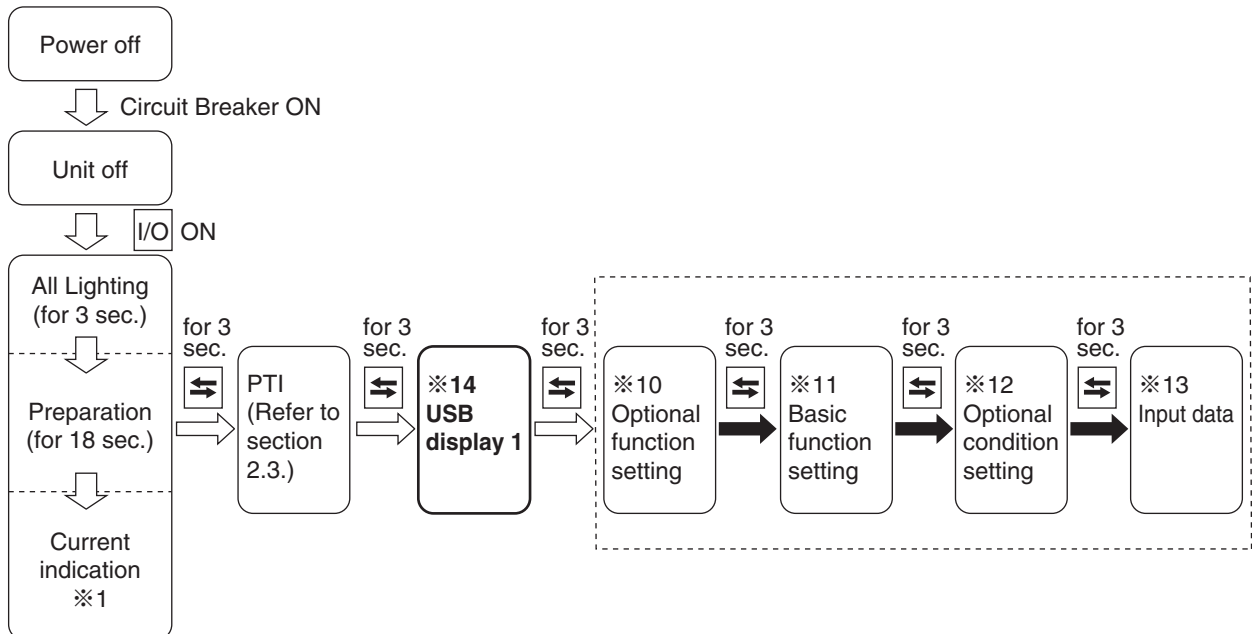 Power off
Circuit Breaker ON
Unit off
I/O ON
All Lighting
(for 3 sec.)
Preparation
(for 18 sec.)
Current
indication
※1
for 3
sec.
PTI
(Refer to
section
2.3.)
for 3
sec.
※14
USB
display 1
for 3
sec.
※10
Optional
function
setting
for 3
sec.
※11
Basic
function
setting
for 3
sec.
※12
Optional
condition
setting
for 3
sec.
※13
Input data